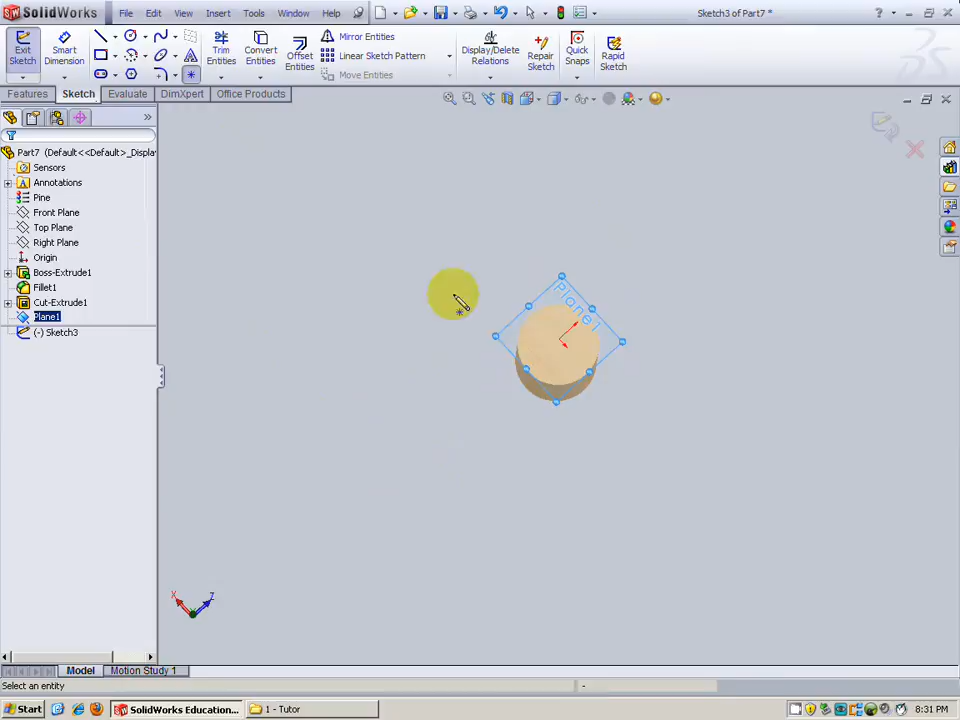 SolidWorks File Edit View Insert Tools Window Help Sketch3 of Part7 *
Exit Sketch
Smart Dimension
Trim Entities
Convert Entities
Offset Entities
Mirror Entities
Linear Sketch Pattern
Move Entities
Display/Delete Relations
Repair Sketch
Quick Snaps
Rapid Sketch
Features Sketch Evaluate DimXpert Office Products
Part7 (Default<<Default>_Display
Sensors
Annotations
Pine
Front Plane
Top Plane
Right Plane
Origin
Boss-Extrude1
Fillet1
Cut-Extrude1
Plane1
(-) Sketch3
Plane1
X Z
Model Motion Study 1
Select an entity -
Start SolidWorks Education... 1 - Tutor 8:31 PM